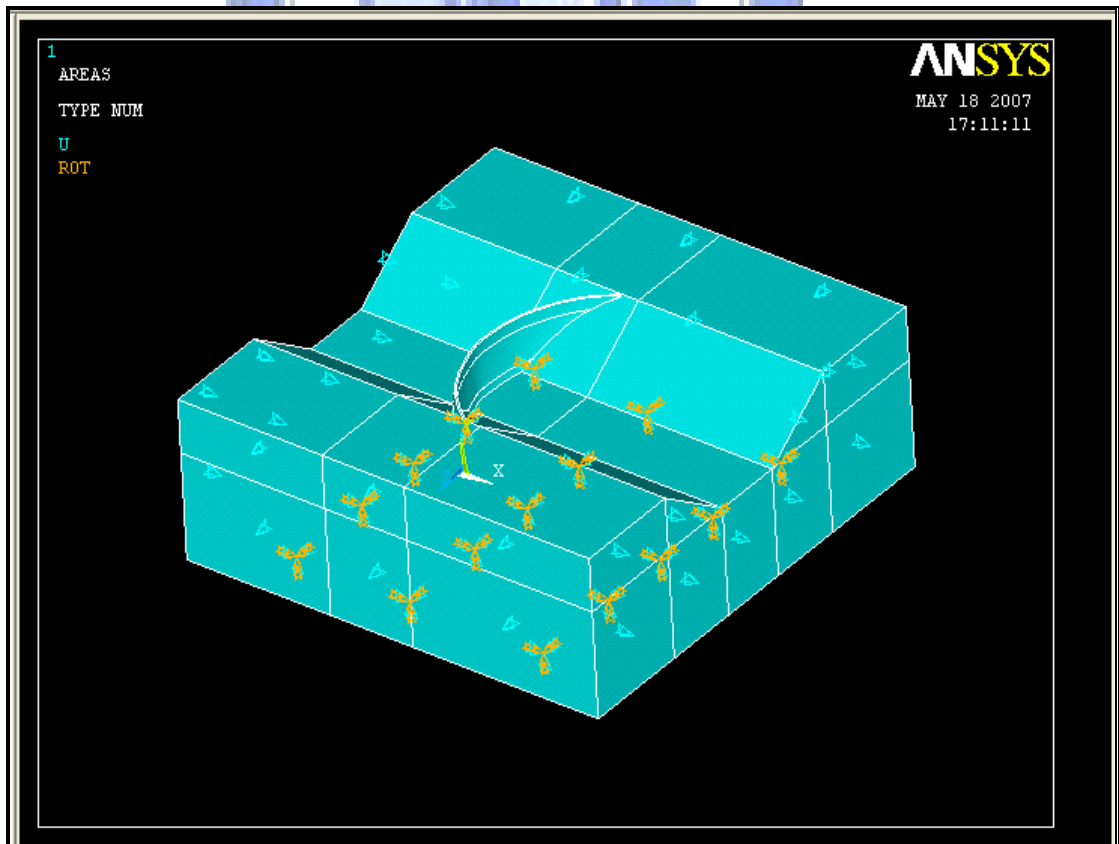 1
AREAS
TYPE NUM
U
ROT
ANSYS
MAY 18 2007
17:11:11
X